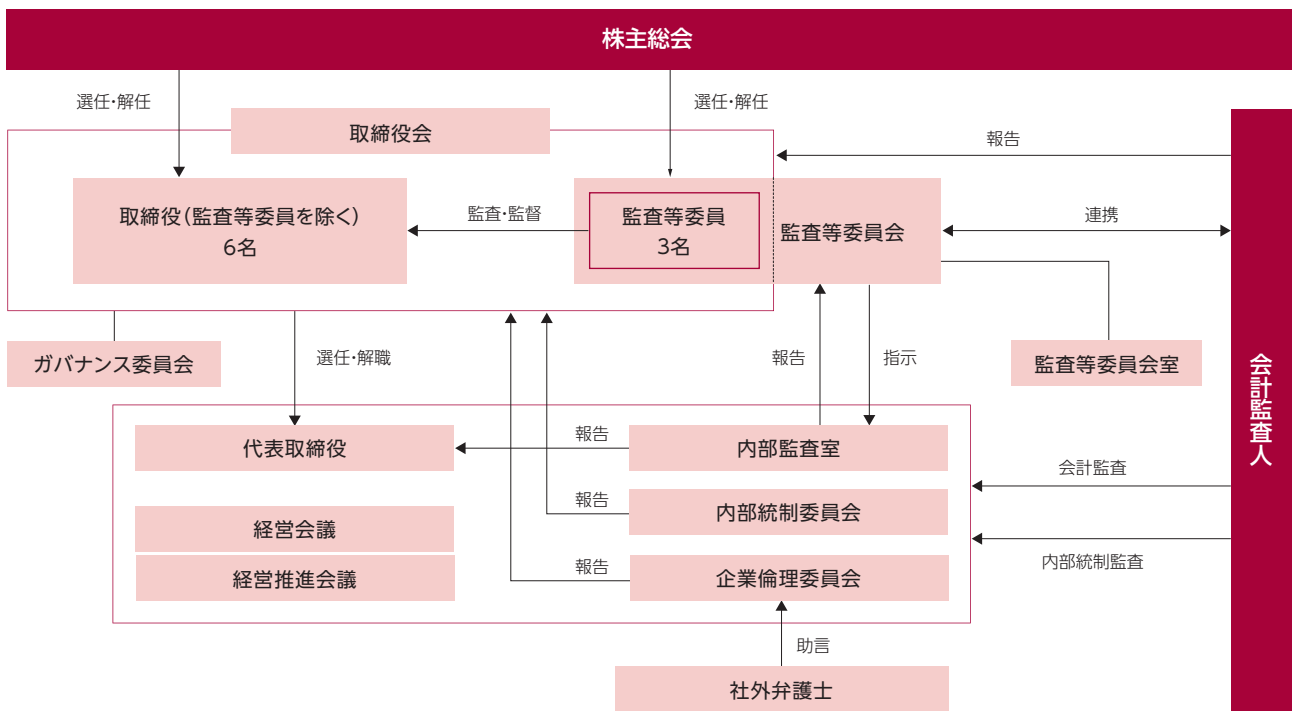 株主総会
選任・解任
選任・解任
取締役会
報告
取締役(監査等委員を除く)
6名
監査・監督
監査等委員
3名
監査等委員会
連携
ガバナンス委員会
選任・解職
報告
指示
監査等委員会室
会計監査人
代表取締役
報告
内部監査室
会計監査
報告
内部統制委員会
経営会議
内部統制監査
経営推進会議
報告
企業倫理委員会
助言
社外弁護士